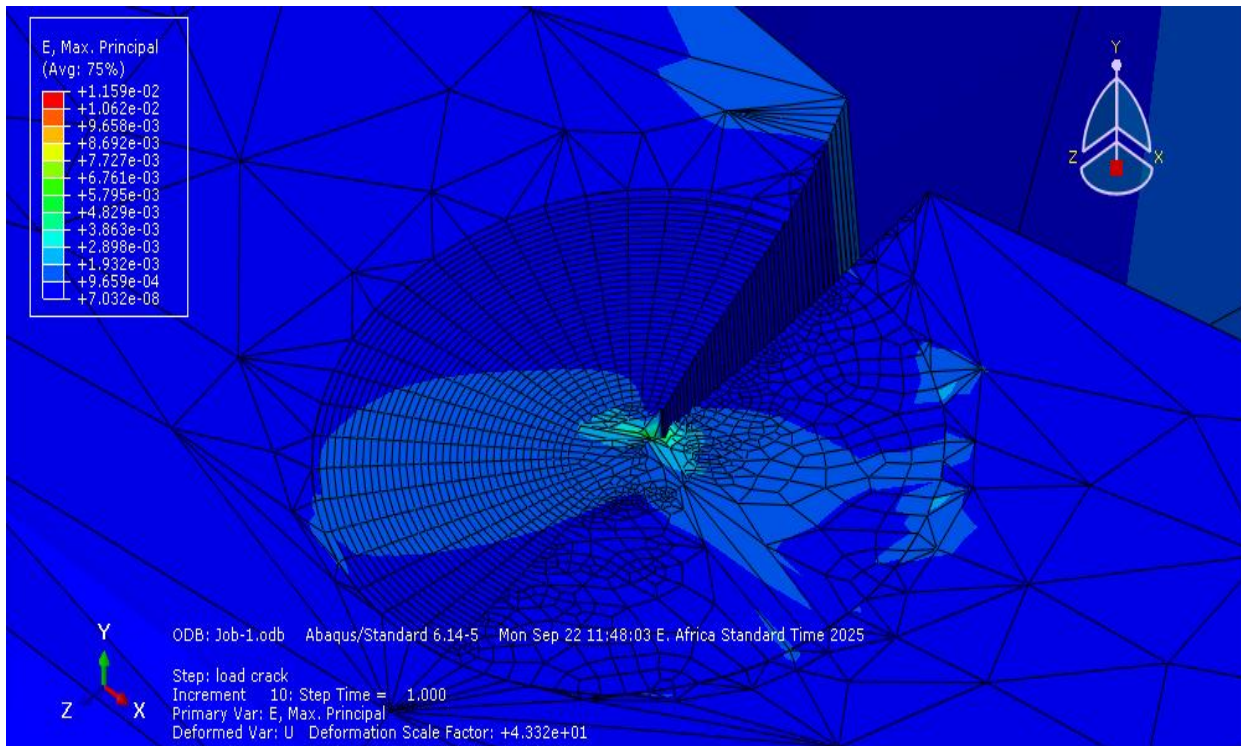 E, Max. Principal
(Avg: 75%)
+1.159e-02
+1.062e-02
+9.658e-03
+8.692e-03
+7.727e-03
+6.761e-03
+5.795e-03
+4.829e-03
+3.863e-03
+2.898e-03
+1.932e-03
+9.659e-04
+7.032e-08
Y
Z X
ODB: Job-1.odb Abaqus/Standard 6.14-5 Mon Sep 22 11:48:03 E. Africa Standard Time 2025
Y
Z X
Step: load crack
Increment 10: Step Time = 1.000
Primary Var: E, Max. Principal
Deformed Var: U Deformation Scale Factor: +4.332e+01